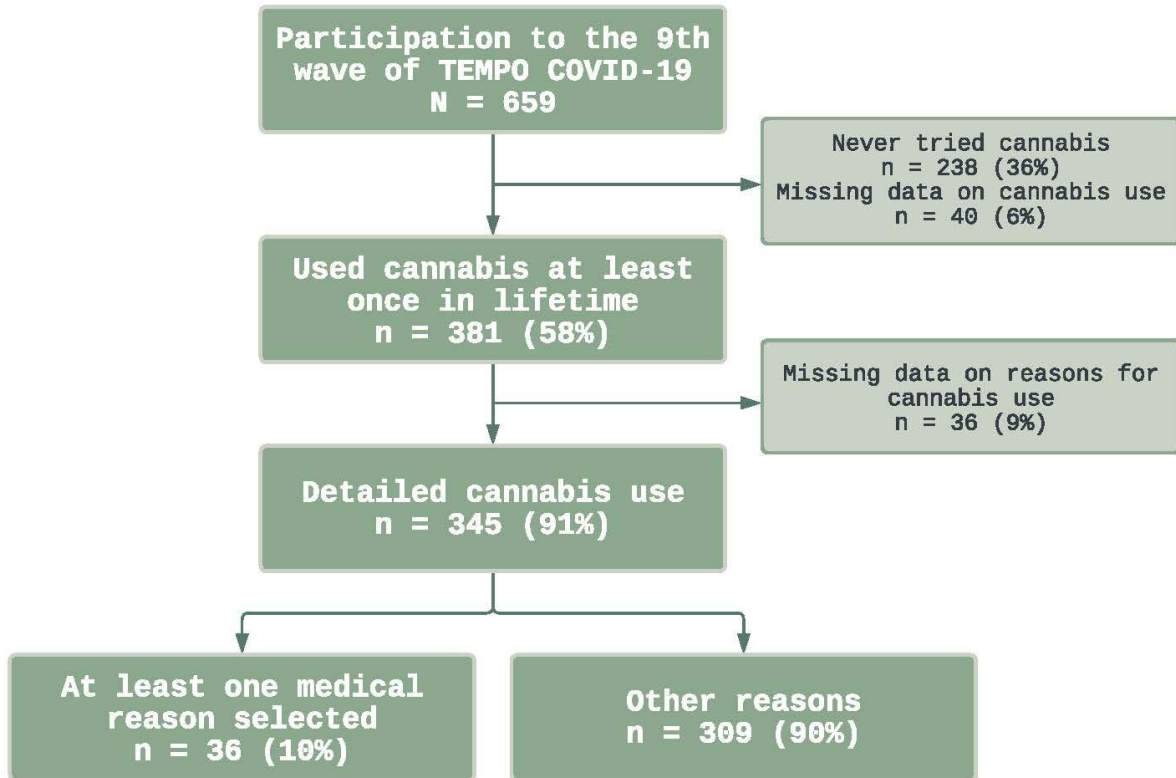 Participation to the 9th
wave of TEMPO COVID-19
N = 659
Never tried cannabis
n = 238 (36%)
Missing data on cannabis use
n = 40 (6%)
Used cannabis at least
once in lifetime
n = 381 (58%)
Missing data on reasons for
cannabis use
n = 36 (9%)
Detailed cannabis use
n = 345 (91%)
At least one medical
reason selected
n = 36 (10%)
Other reasons
n = 309 (90%)